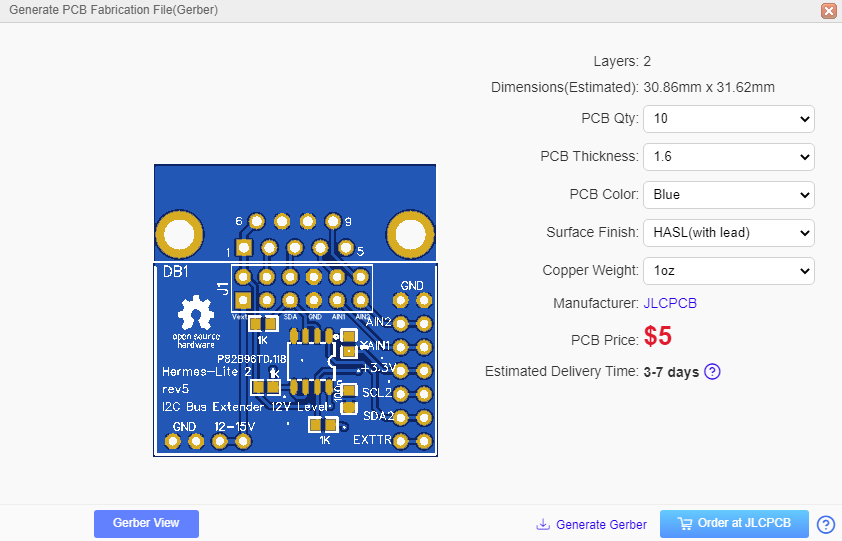 Generate PCB Fabrication File(Gerber)
Layers: 2
Dimensions(Estimated): 30.86mm x 31.62mm
PCB Qty: 10
PCB Thickness: 1.6
PCB Color: Blue
Surface Finish: HASL(with lead)
Copper Weight: 1oz
Manufacturer: JLCPCB
PCB Price: $5
Estimated Delivery Time: 3-7 days ?
6 9
1 5
DB1
J1
GND
SDA GND AIN1
open source
hardware
1K
AIN2
AIN1
P82B96TD,118
+3.3V
Hermes-Lite 2
1K
rev5
100n
SCL2
I2C Bus Extender 12V Level
SDA2
GND 12-15V
1K
EXTTR
Gerber View
Generate Gerber
Order at JLCPCB
?